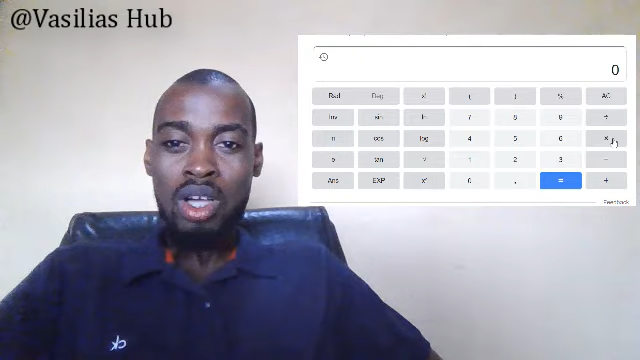 @Vasilias Hub
0
Rad Deg x! ( ) % AC
Inv sin ln 7 8 9 ÷
π cos log 4 5 6 ×
e tan √ 1 2 3 −
Ans EXP 0 , = +
Feedback
ck